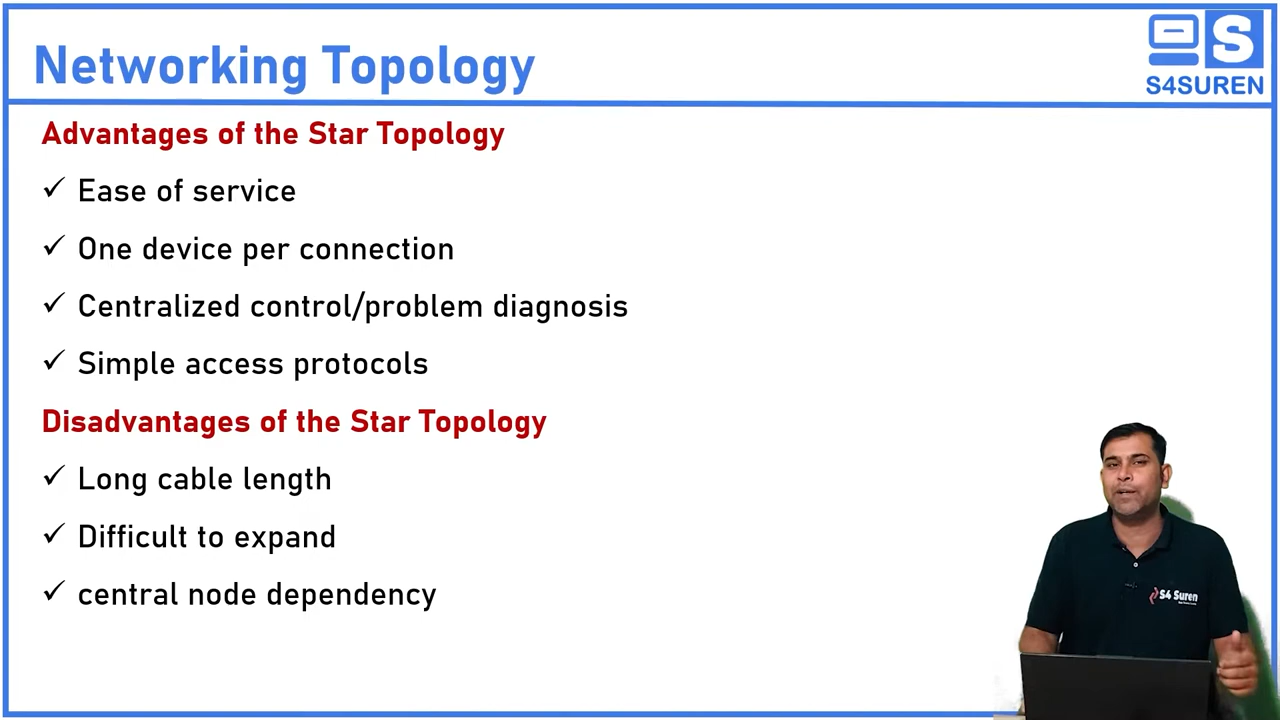 Networking Topology
S
S4SUREN
Advantages of the Star Topology
✓ Ease of service
✓ One device per connection
✓ Centralized control/problem diagnosis
✓ Simple access protocols
Disadvantages of the Star Topology
✓ Long cable length
✓ Difficult to expand
✓ central node dependency
S4 Suren